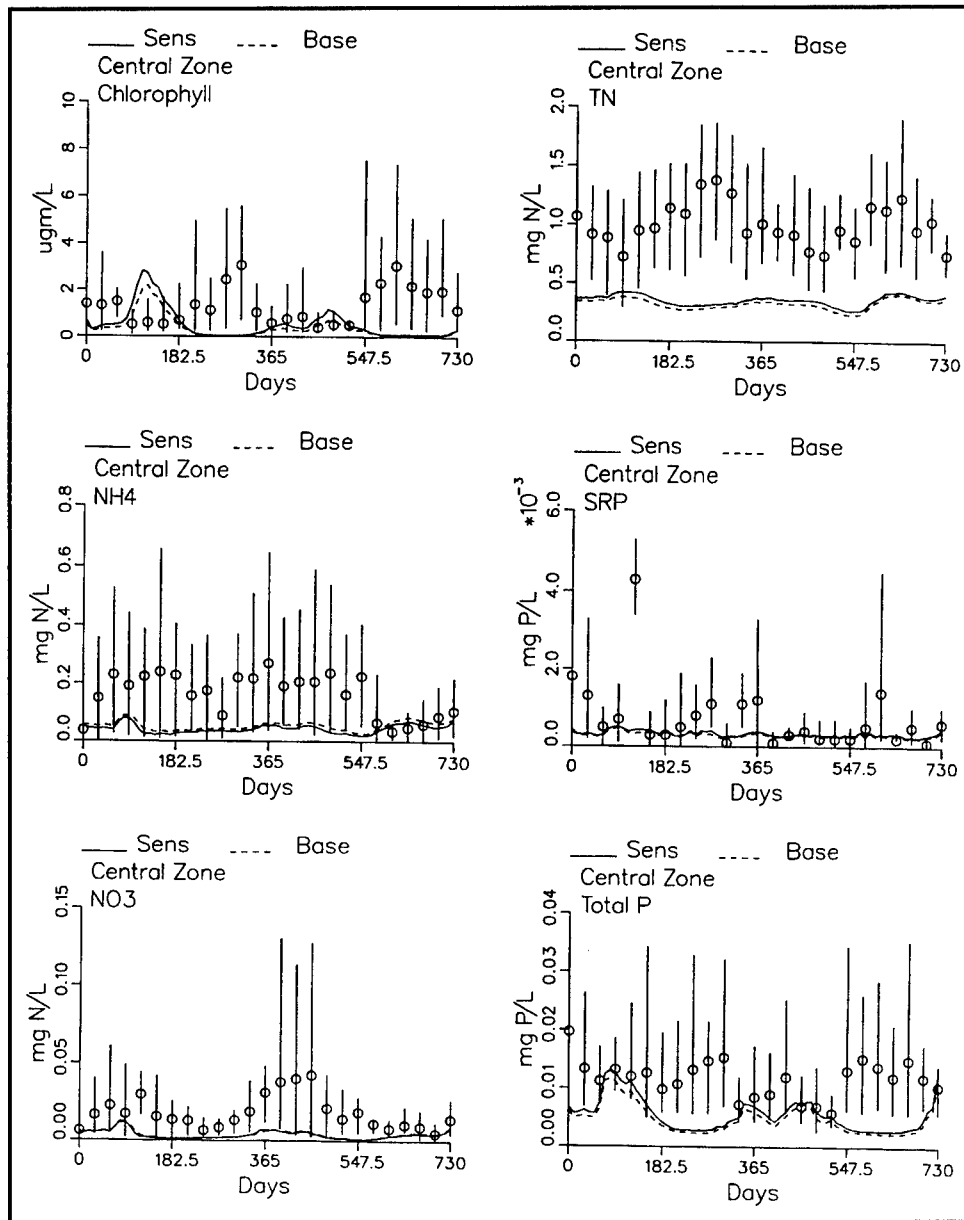 Sens Base
Central Zone
Chlorophyll
ugm/L
10
8
6
4
2
0
0 182.5 365 547.5 730
Days
Sens Base
Central Zone
TN
mg N/L
2.0
1.5
1.0
0.5
0.0
0 182.5 365 547.5 730
Days
Sens Base
Central Zone
NH4
mg N/L
0.8
0.6
0.4
0.2
0.0
0 182.5 365 547.5 730
Days
Sens Base
Central Zone
SRP
*10-3
mg P/L
6.0
4.0
2.0
0.0
0 182.5 365 547.5 730
Days
Sens Base
Central Zone
NO3
mg N/L
0.15
0.10
0.05
0.00
0 182.5 365 547.5 730
Days
Sens Base
Central Zone
Total P
mg P/L
0.04
0.03
0.02
0.01
0.00
0 182.5 365 547.5 730
Days